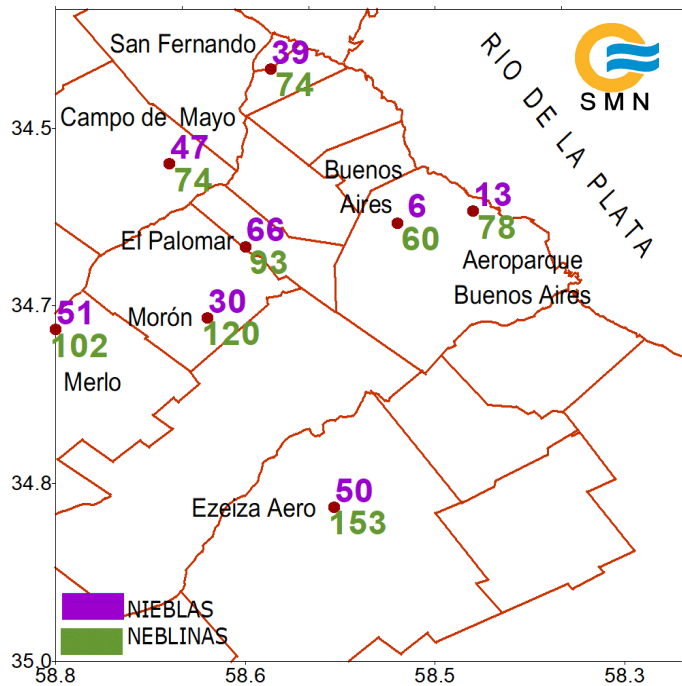 San Fernando
39
74
RIO DE LA PLATA
SMN
34.5
Campo de Mayo
47
74
Buenos
Aires
6
60
13
78
Aeroparque
Buenos Aires
El Palomar
66
93
34.7
51
102
Merlo
Morón
30
120
34.8
Ezeiza Aero
50
153
NIEBLAS
NEBLINAS
35.0
58.8
58.6
58.5
58.3